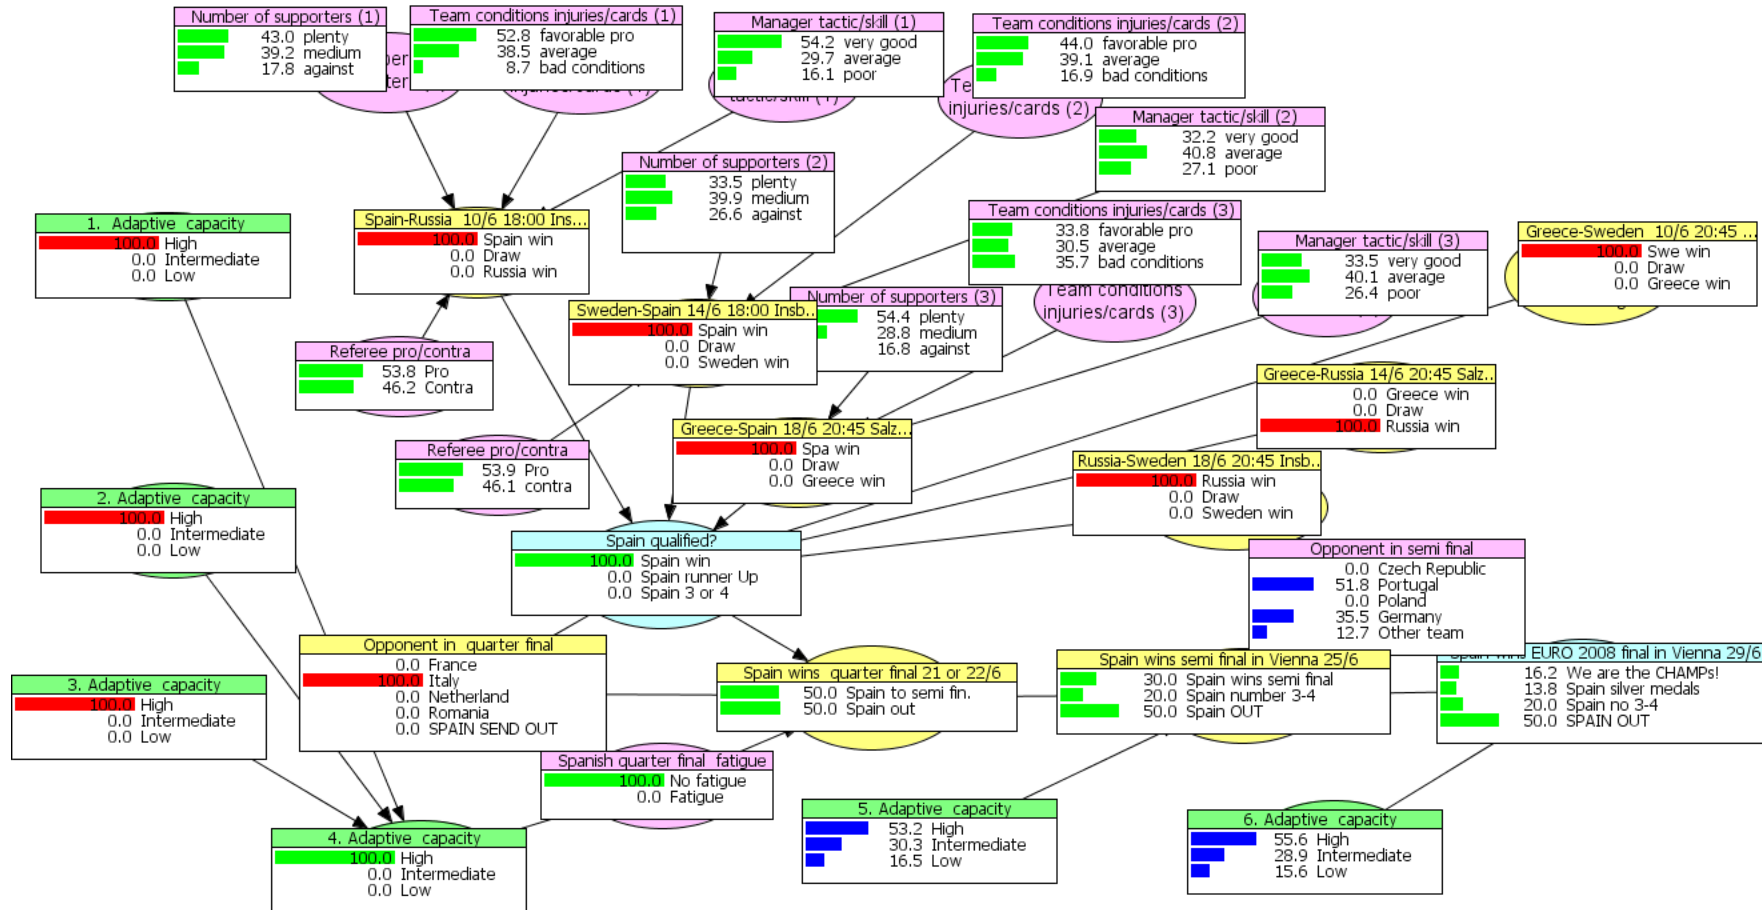 Number of supporters (1)
43.0 plenty
39.2 medium
17.8 against
Team conditions injuries/cards (1)
52.8 favorable pro
38.5 average
8.7 bad conditions
Manager tactic/skill (1)
54.2 very good
29.7 average
16.1 poor
tactic/skill (1)
Team conditions injuries/cards (2)
44.0 favorable pro
39.1 average
16.9 bad conditions
injuries/cards (2)
Manager tactic/skill (2)
32.2 very good
40.8 average
27.1 poor
Number of supporters (2)
33.5 plenty
39.9 medium
26.6 against
1. Adaptive capacity
100.0 High
0.0 Intermediate
0.0 Low
Spain-Russia 10/6 18:00 Ins...
100.0 Spain win
0.0 Draw
0.0 Russia win
Team conditions injuries/cards (3)
33.8 favorable pro
30.5 average
35.7 bad conditions
Team conditions
injuries/cards (3)
Manager tactic/skill (3)
33.5 very good
40.1 average
26.4 poor
Greece-Sweden 10/6 20:45 ...
100.0 Swe win
0.0 Draw
0.0 Greece win
Sweden-Spain 14/6 18:00 Insb...
100.0 Spain win
0.0 Draw
0.0 Sweden win
Number of supporters (3)
54.4 plenty
28.8 medium
16.8 against
Referee pro/contra
53.8 Pro
46.2 Contra
Greece-Russia 14/6 20:45 Salz...
0.0 Greece win
0.0 Draw
100.0 Russia win
Referee pro/contra
53.9 Pro
46.1 contra
Greece-Spain 18/6 20:45 Salz...
100.0 Spa win
0.0 Draw
0.0 Greece win
Russia-Sweden 18/6 20:45 Insb...
100.0 Russia win
0.0 Draw
0.0 Sweden win
2. Adaptive capacity
100.0 High
0.0 Intermediate
0.0 Low
Spain qualified?
100.0 Spain win
0.0 Spain runner Up
0.0 Spain 3 or 4
Opponent in semi final
0.0 Czech Republic
51.8 Portugal
0.0 Poland
35.5 Germany
12.7 Other team
Opponent in quarter final
0.0 France
100.0 Italy
0.0 Netherland
0.0 Romania
0.0 SPAIN SEND OUT
3. Adaptive capacity
100.0 High
0.0 Intermediate
0.0 Low
Spain wins quarter final 21 or 22/6
50.0 Spain to semi fin.
50.0 Spain out
Spain wins semi final in Vienna 25/6
30.0 Spain wins semi final
20.0 Spain number 3-4
50.0 Spain OUT
Spain wins EURO 2008 final in Vienna 29/6
16.2 We are the CHAMPs!
13.8 Spain silver medals
20.0 Spain no 3-4
50.0 SPAIN OUT
Spanish quarter final fatigue
100.0 No fatigue
0.0 Fatigue
4. Adaptive capacity
100.0 High
0.0 Intermediate
0.0 Low
5. Adaptive capacity
53.2 High
30.3 Intermediate
16.5 Low
6. Adaptive capacity
55.6 High
28.9 Intermediate
15.6 Low